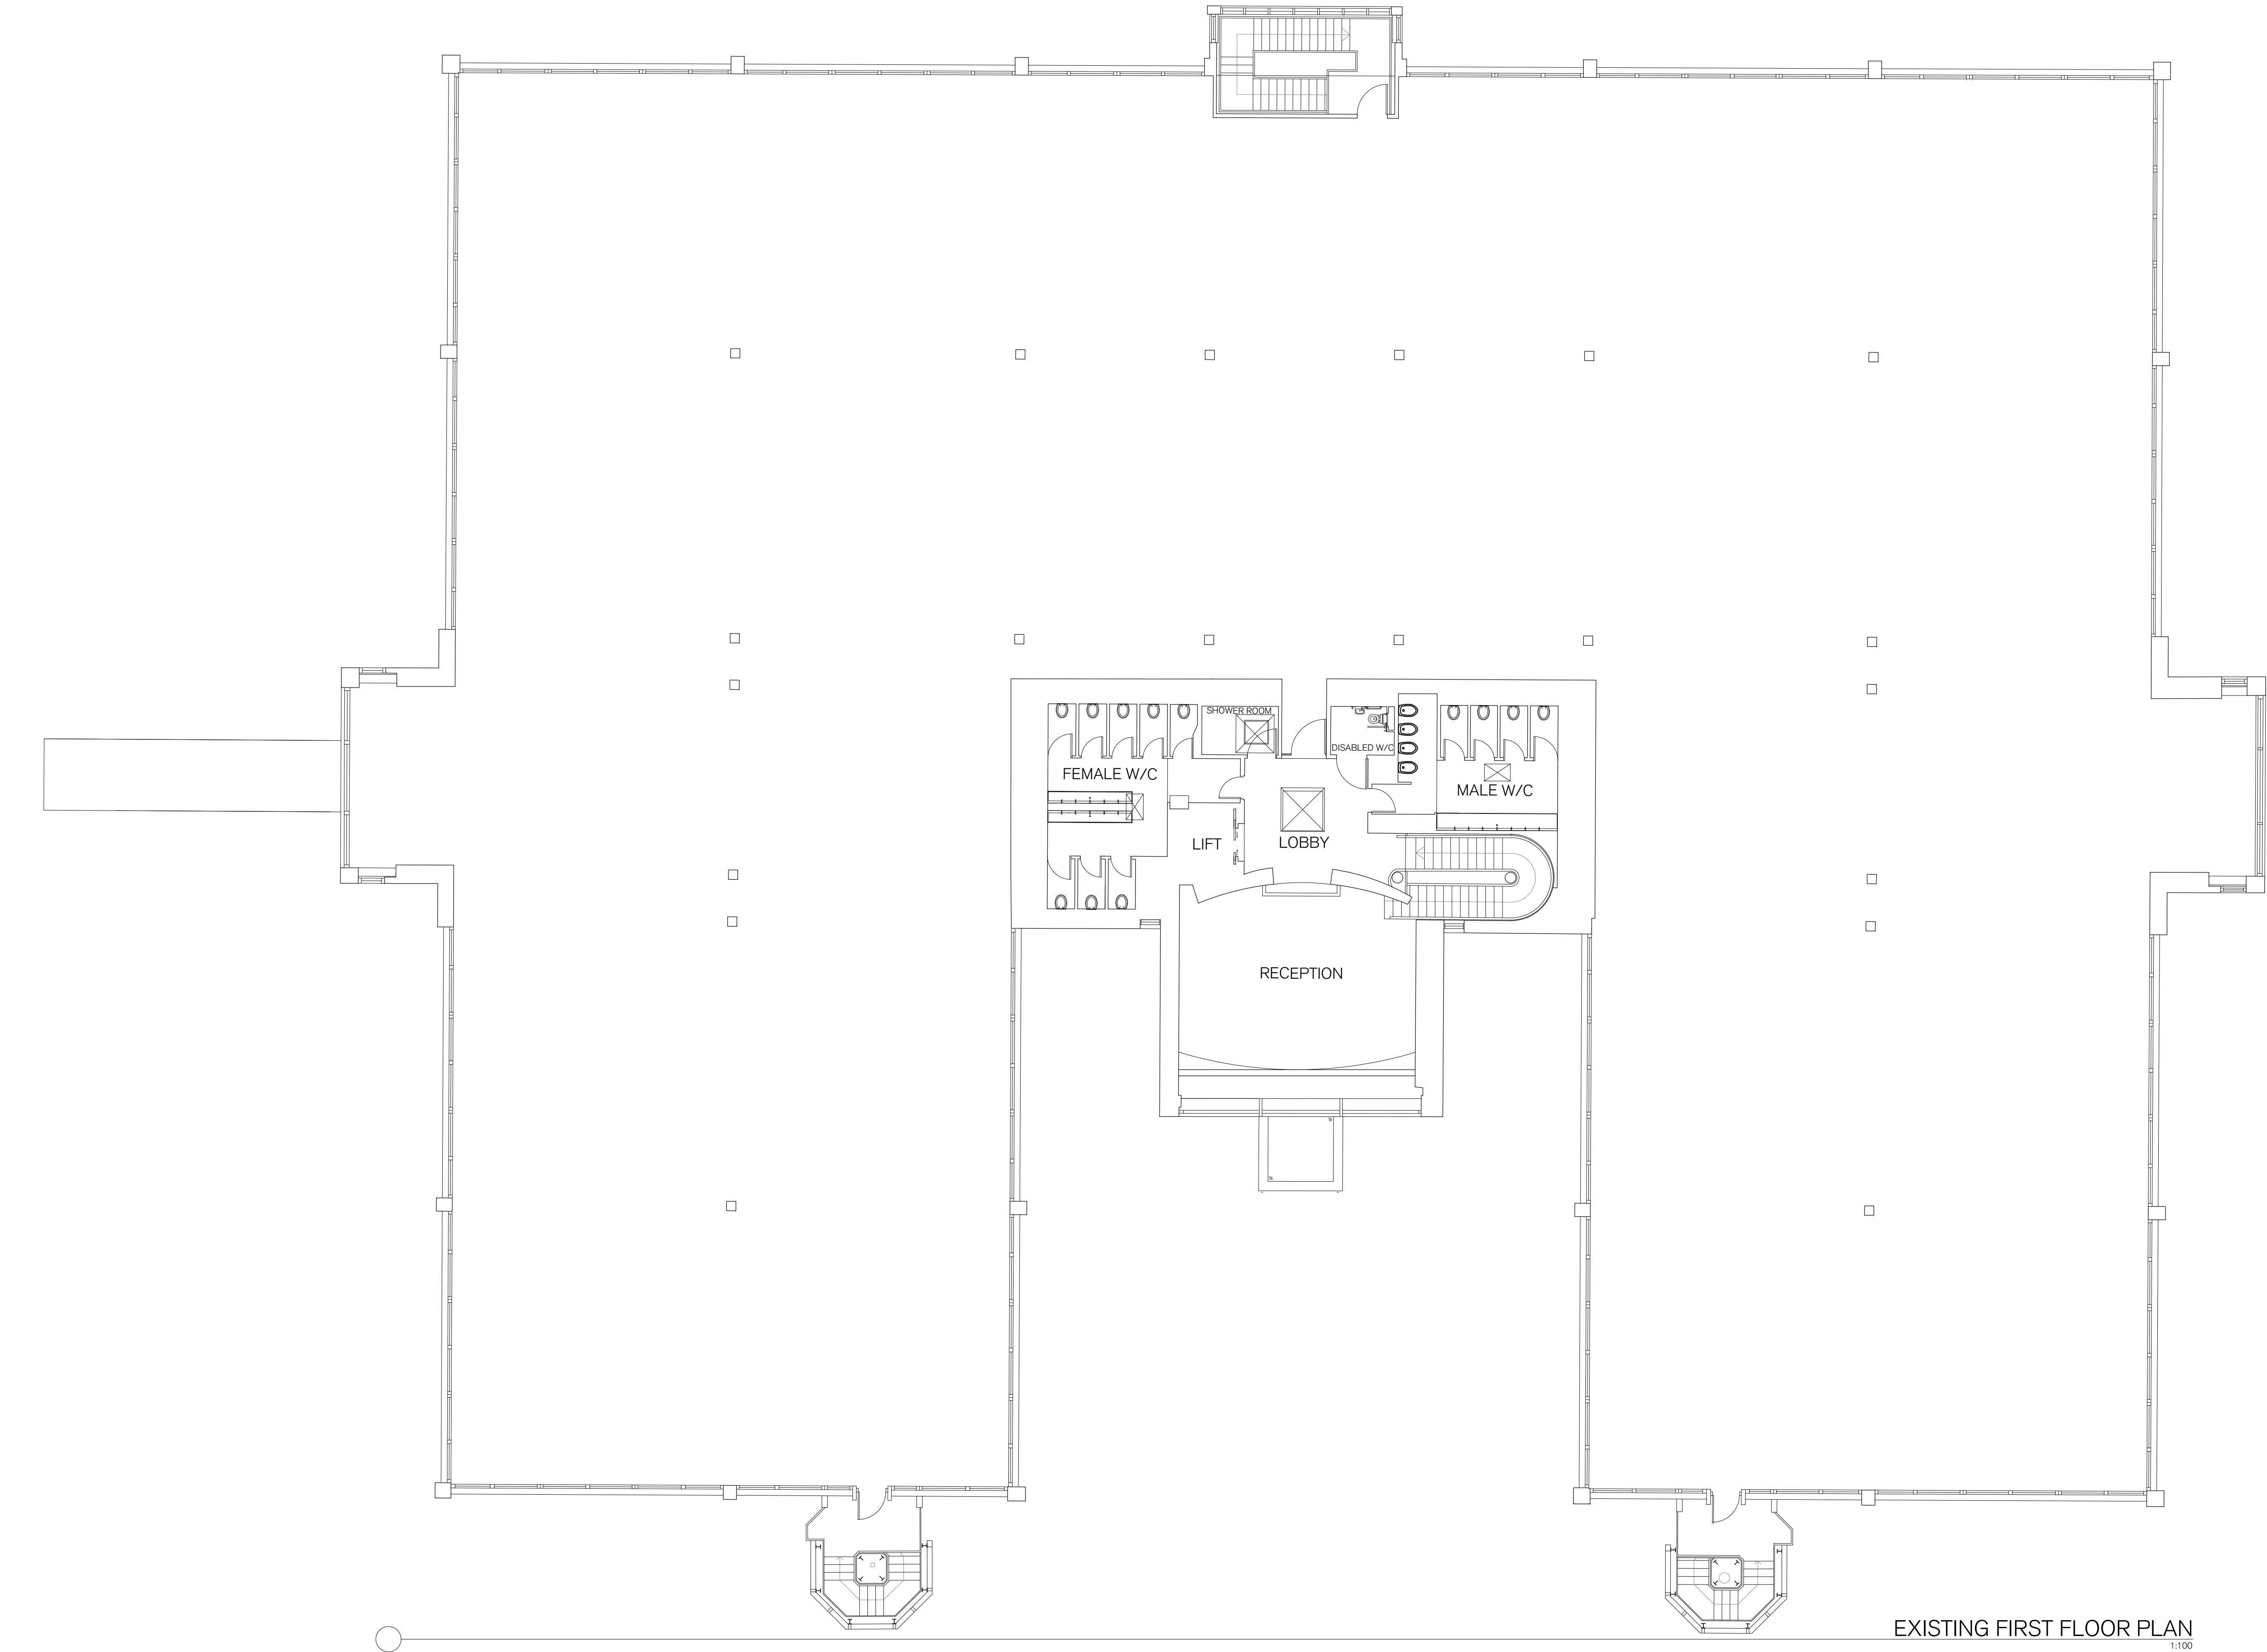 SHOWER ROOM
DISABLED W/C
FEMALE W/C
MALE W/C
LIFT
LOBBY
RECEPTION
EXISTING FIRST FLOOR PLAN
1:100